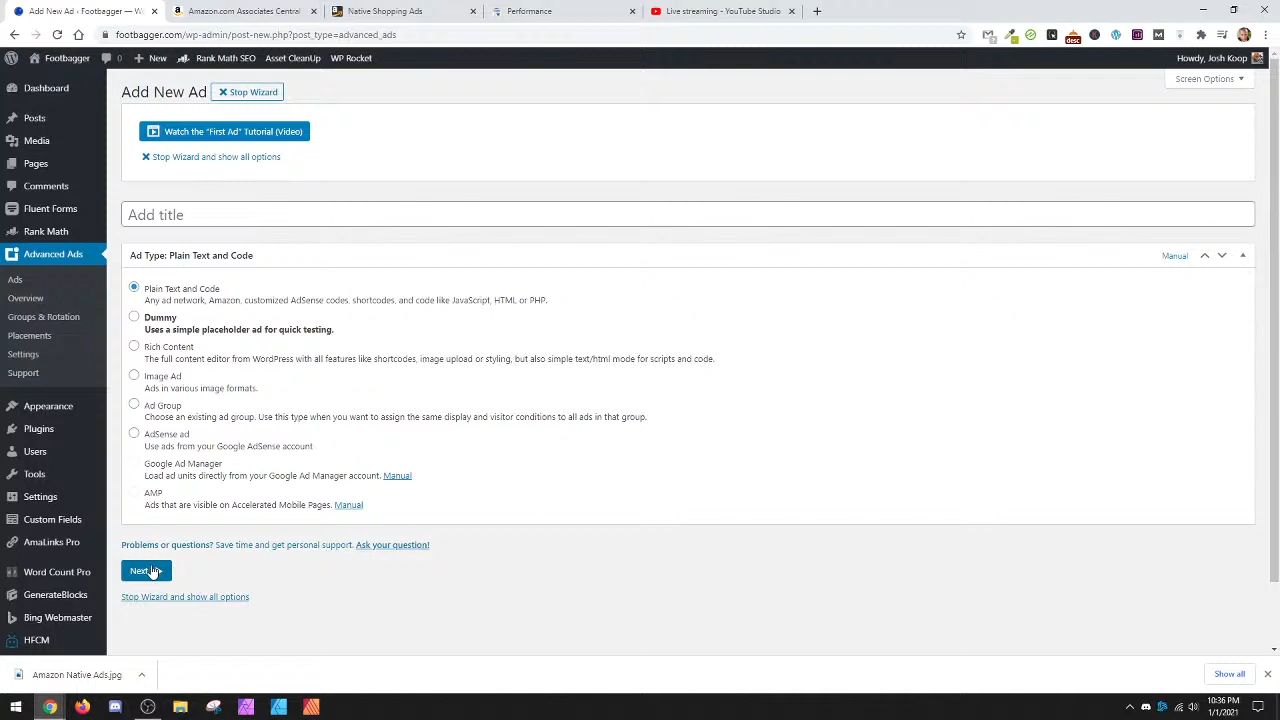 New Ad ‹ Footbagger — W
Amazon.com Associates Central
Native Shopping Ads
Performance
Live streaming - YouTube Studio
footbagger.com/wp-admin/post-new.php?post_type=advanced_ads
desc
Footbagger
0
New
Rank Math SEO
Asset CleanUp
WP Rocket
Howdy, Josh Koop
Screen Options
Dashboard
Posts
Media
Pages
Comments
Fluent Forms
Rank Math
Advanced Ads
Ads
Overview
Groups & Rotation
Placements
Settings
Support
Appearance
Plugins
Users
Tools
Settings
Custom Fields
AmaLinks Pro
Word Count Pro
GenerateBlocks
Bing Webmaster
HFCM
Add New Ad
Stop Wizard
Watch the "First Ad" Tutorial (Video)
Stop Wizard and show all options
Add title
Ad Type: Plain Text and Code
Manual
Plain Text and Code
Any ad network, Amazon, customized AdSense codes, shortcodes, and code like JavaScript, HTML or PHP.
Dummy
Uses a simple placeholder ad for quick testing.
Rich Content
The full content editor from WordPress with all features like shortcodes, image upload or styling, but also simple text/html mode for scripts and code.
Image Ad
Ads in various image formats.
Ad Group
Choose an existing ad group. Use this type when you want to assign the same display and visitor conditions to all ads in that group.
AdSense ad
Use ads from your Google AdSense account
Google Ad Manager
Load ad units directly from your Google Ad Manager account. Manual
AMP
Ads that are visible on Accelerated Mobile Pages. Manual
Problems or questions? Save time and get personal support. Ask your question!
Next
Stop Wizard and show all options
Amazon Native Ads.jpg
Show all
10:36 PM
1/1/2021